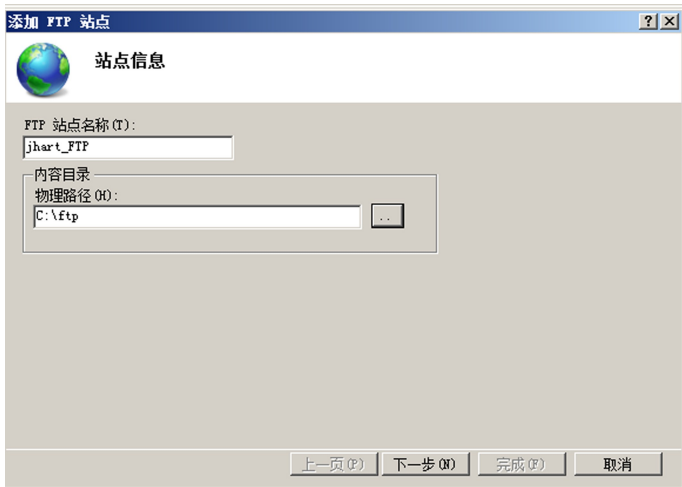 添加 FTP 站点
站点信息
FTP 站点名称(T):
jhart_FTP
内容目录
物理路径(H):
C:\ftp
..
上一页(P) 下一步(N) 完成(F) 取消